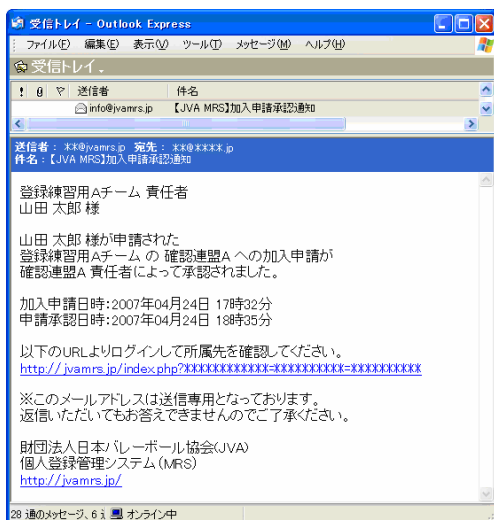 受信トレイ - Outlook Express
ファイル(F) 編集(E) 表示(V) ツール(T) メッセージ(M) ヘルプ(H)
受信トレイ
送信者 件名
info@jvamrs.jp 【JVA MRS】加入申請承認通知
送信者: **@jvamrs.jp 宛先: **@****.jp
件名:【JVA MRS】加入申請承認通知
登録練習用Aチーム 責任者
山田 太郎 様
山田 太郎 様が申請された
登録練習用Aチーム の 確認連盟A への加入申請が
確認連盟A 責任者によって承認されました。
加入申請日時:2007年04月24日 17時32分
申請承認日時:2007年04月24日 18時35分
以下のURLよりログインして所属先を確認してください。
http://jvamrs.jp/index.php?XXXXXXXXXXXX=XXXXXXXXXX=XXXXXXXXXX
※このメールアドレスは送信専用となっております。
返信いただいてもお答えできませんのでご了承ください。
財団法人日本バレーボール協会(JVA)
個人登録管理システム(MRS)
http://jvamrs.jp/
28 通のメッセージ、6 オンライン中